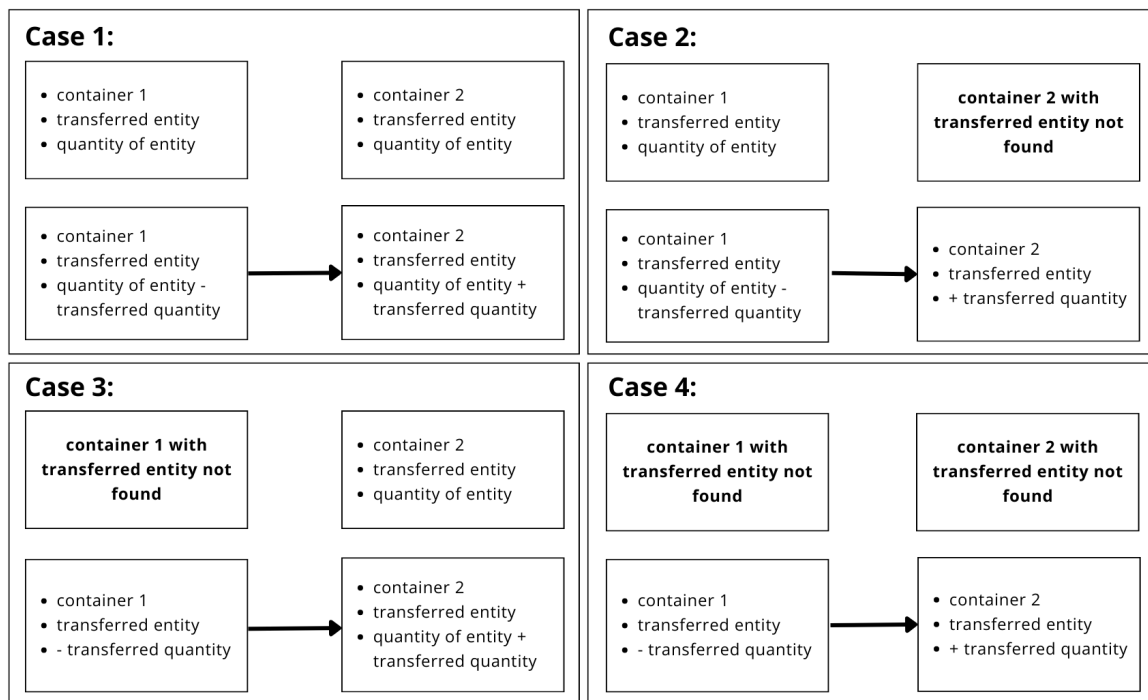 Case 1:
• container 1
• transferred entity
• quantity of entity
• container 2
• transferred entity
• quantity of entity
• container 1
• transferred entity
• quantity of entity -
transferred quantity
• container 2
• transferred entity
• quantity of entity +
transferred quantity
Case 2:
• container 1
• transferred entity
• quantity of entity
container 2 with
transferred entity not
found
• container 1
• transferred entity
• quantity of entity -
transferred quantity
• container 2
• transferred entity
• + transferred quantity
Case 3:
container 1 with
transferred entity not
found
• container 2
• transferred entity
• quantity of entity
• container 1
• transferred entity
• - transferred quantity
• container 2
• transferred entity
• quantity of entity +
transferred quantity
Case 4:
container 1 with
transferred entity not
found
container 2 with
transferred entity not
found
• container 1
• transferred entity
• - transferred quantity
• container 2
• transferred entity
• + transferred quantity